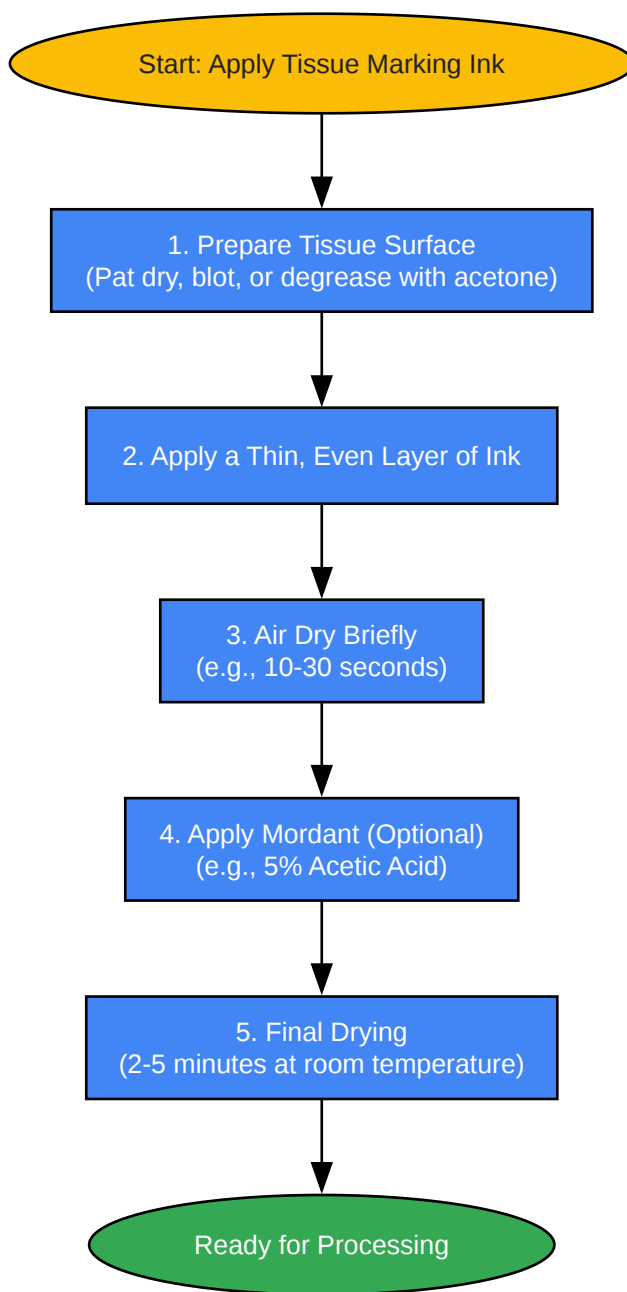 Start: Apply Tissue Marking Ink
1. Prepare Tissue Surface
(Pat dry, blot, or degrease with acetone)
2. Apply a Thin, Even Layer of Ink
3. Air Dry Briefly
(e.g., 10-30 seconds)
4. Apply Mordant (Optional)
(e.g., 5% Acetic Acid)
5. Final Drying
(2-5 minutes at room temperature)
Ready for Processing